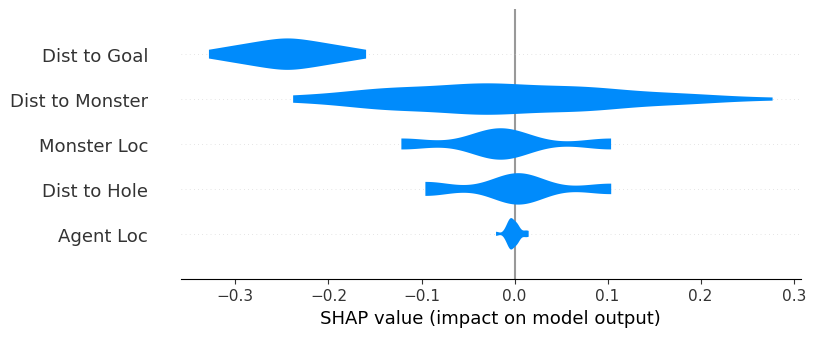 Dist to Goal
Dist to Monster
Monster Loc
Dist to Hole
Agent Loc
−0.3 −0.2 −0.1 0.0 0.1 0.2 0.3
SHAP value (impact on model output)